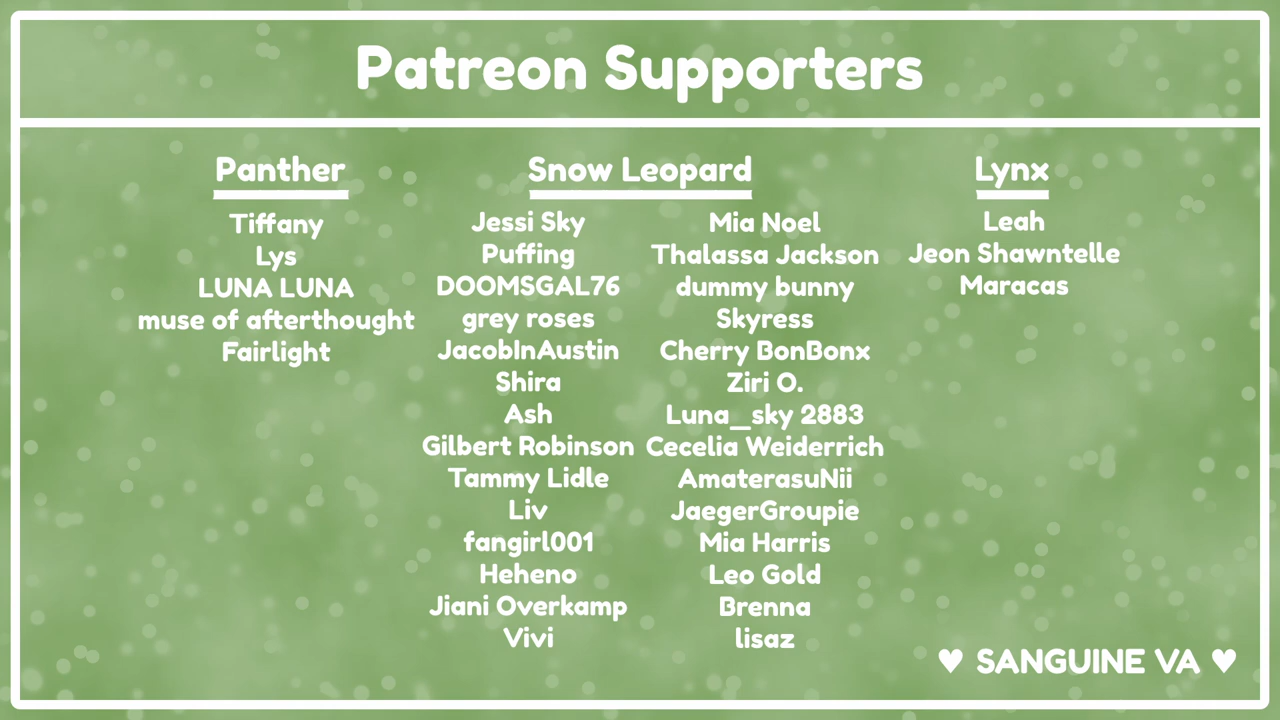 Patreon Supporters
Panther
Tiffany
Lys
LUNA LUNA
muse of afterthought
Fairlight
Snow Leopard
Jessi Sky
Puffing
DOOMSGAL76
grey roses
JacobInAustin
Shira
Ash
Gilbert Robinson
Tammy Lidle
Liv
fangirl001
Heheno
Jiani Overkamp
Vivi
Mia Noel
Thalassa Jackson
dummy bunny
Skyress
Cherry BonBonx
Ziri O.
Luna_sky 2883
Cecelia Weiderrich
AmaterasuNii
JaegerGroupie
Mia Harris
Leo Gold
Brenna
lisaz
Lynx
Leah
Jeon Shawntelle
Maracas
♥ SANGUINE VA ♥